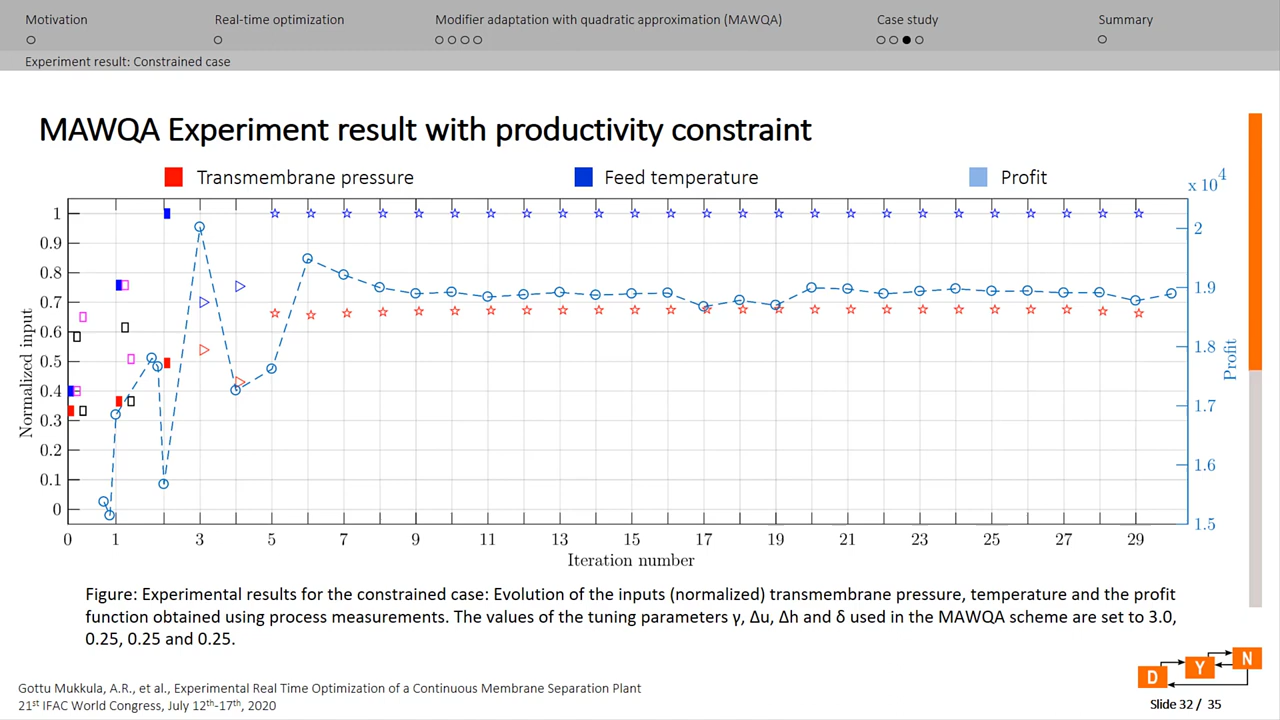 Motivation
Real-time optimization
Modifier adaptation with quadratic approximation (MAWQA)
Case study
Summary
Experiment result: Constrained case
MAWQA Experiment result with productivity constraint
Transmembrane pressure
Feed temperature
Profit
x 10⁴
1
0.9
0.8
0.7
0.6
0.5
0.4
0.3
0.2
0.1
0
Normalized input
2
1.9
1.8
1.7
1.6
1.5
Profit
0 1 3 5 7 9 11 13 15 17 19 21 23 25 27 29
Iteration number
Figure: Experimental results for the constrained case: Evolution of the inputs (normalized) transmembrane pressure, temperature and the profit
function obtained using process measurements. The values of the tuning parameters γ, Δu, Δh and δ used in the MAWQA scheme are set to 3.0,
0.25, 0.25 and 0.25.
D Y N
Gottu Mukkula, A.R., et al., Experimental Real Time Optimization of a Continuous Membrane Separation Plant
21ˢᵗ IFAC World Congress, July 12ᵗʰ-17ᵗʰ, 2020
Slide 32 / 35